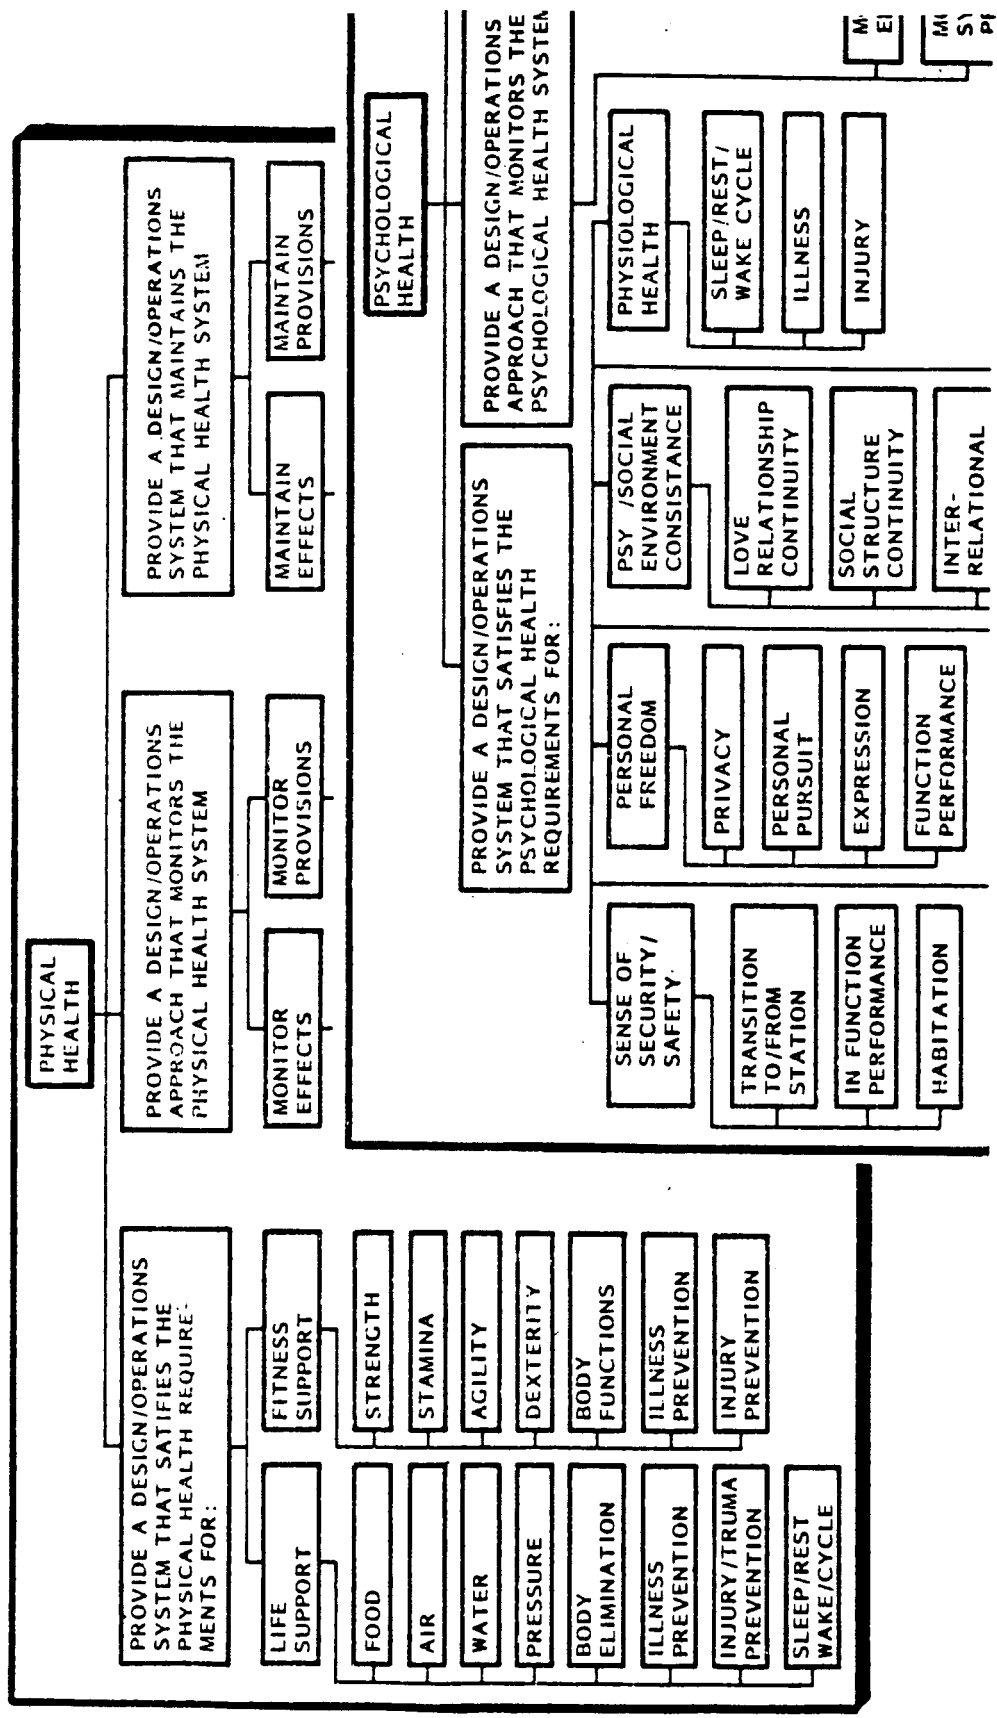 PHYSICAL
HEALTH
PROVIDE A DESIGN/OPERATIONS
SYSTEM THAT SATIFIES THE
PHYSICAL HEALTH REQUIRE-
MENTS FOR:
LIFE
SUPPORT
FOOD
AIR
WATER
PRESSURE
BODY
ELIMINATION
ILLNESS
PREVENTION
INJURY/TRUMA
PREVENTION
SLEEP/REST
WAKE/CYCLE
FITNESS
SUPPORT
STRENGTH
STAMINA
AGILITY
DEXTERITY
BODY
FUNCTIONS
ILLNESS
PREVENTION
INJURY
PREVENTION
PROVIDE A DESIGN/OPERATIONS
APPROACH THAT MONITORS THE
PHYSICAL HEALTH SYSTEM
MONITOR
EFFECTS
MONITOR
PROVISIONS
PROVIDE A DESIGN/OPERATIONS
SYSTEM THAT MAINTAINS THE
PHYSICAL HEALTH SYSTEM
MAINTAIN
EFFECTS
MAINTAIN
PROVISIONS
PSYCHOLOGICAL
HEALTH
PROVIDE A DESIGN/OPERATIONS
SYSTEM THAT SATISFIES THE
PSYCHOLOGICAL HEALTH
REQUIREMENTS FOR:
SENSE OF
SECURITY/
SAFETY
TRANSITION
TO/FROM
STATION
IN FUNCTION
PERFORMANCE
HABITATION
PERSONAL
FREEDOM
PRIVACY
PERSONAL
PURSUIT
EXPRESSION
FUNCTION
PERFORMANCE
PSY /SOCIAL
ENVIRONMENT
CONSISTANCE
LOVE
RELATIONSHIP
CONTINUITY
SOCIAL
STRUCTURE
CONTINUITY
INTER-
RELATIONAL
PHYSIOLOGICAL
HEALTH
SLEEP/REST/
WAKE CYCLE
ILLNESS
INJURY
PROVIDE A DESIGN/OPERATIONS
APPROACH THAT MONITORS THE
PSYCHOLOGICAL HEALTH SYSTEM